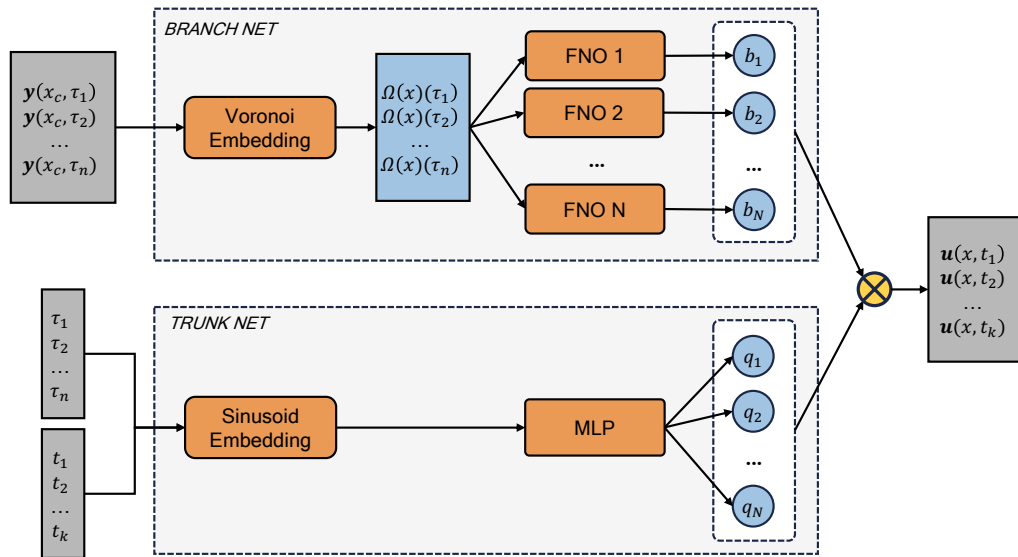 BRANCH NET
y(x_c, τ_1)
y(x_c, τ_2)
...
y(x_c, τ_n)
Voronoi
Embedding
Ω(x)(τ_1)
Ω(x)(τ_2)
...
Ω(x)(τ_n)
FNO 1
FNO 2
...
FNO N
b_1
b_2
...
b_N
TRUNK NET
τ_1
τ_2
...
τ_n
t_1
t_2
...
t_k
Sinusoid
Embedding
MLP
q_1
q_2
...
q_N
u(x, t_1)
u(x, t_2)
...
u(x, t_k)